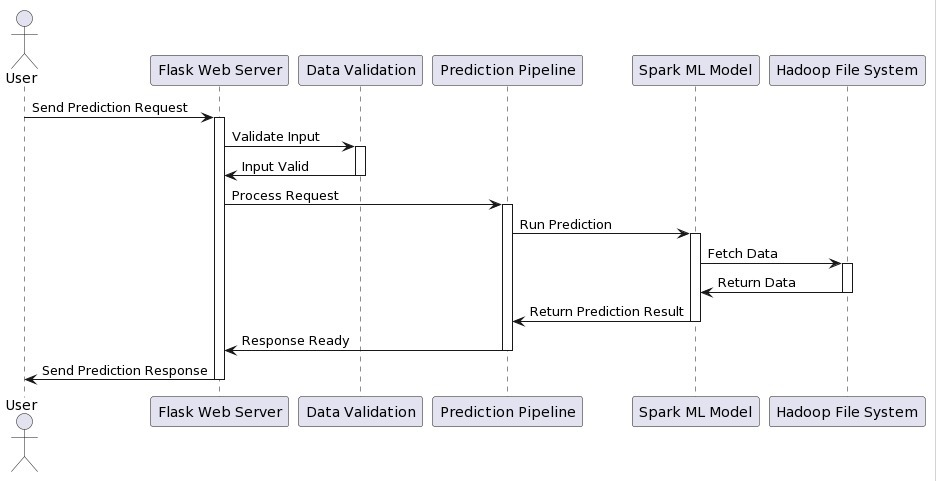 User
Flask Web Server
Data Validation
Prediction Pipeline
Spark ML Model
Hadoop File System
Send Prediction Request
Validate Input
Input Valid
Process Request
Run Prediction
Fetch Data
Return Data
Return Prediction Result
Response Ready
Send Prediction Response
User
Flask Web Server
Data Validation
Prediction Pipeline
Spark ML Model
Hadoop File System